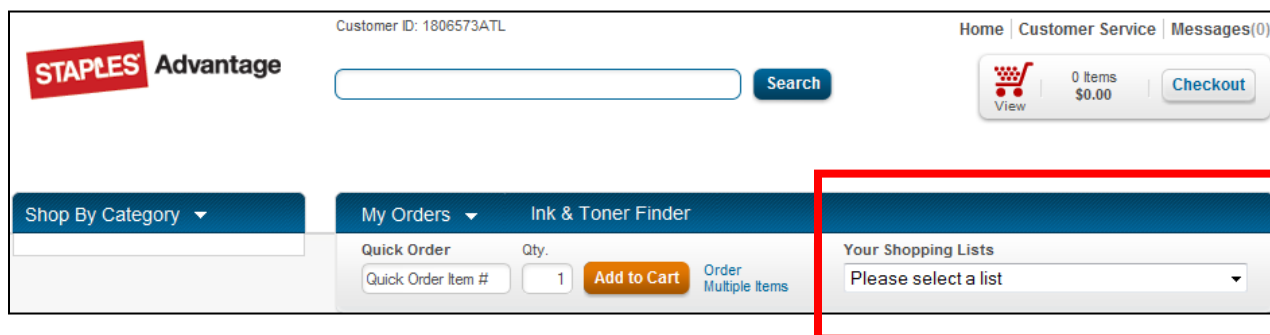 Customer ID: 1806573ATL
Home | Customer Service | Messages(0)
STAPLES Advantage
Search
View
0 Items
$0.00
Checkout
Shop By Category
My Orders
Ink & Toner Finder
Quick Order
Qty.
Your Shopping Lists
Quick Order Item #
1
Add to Cart
Order
Multiple Items
Please select a list